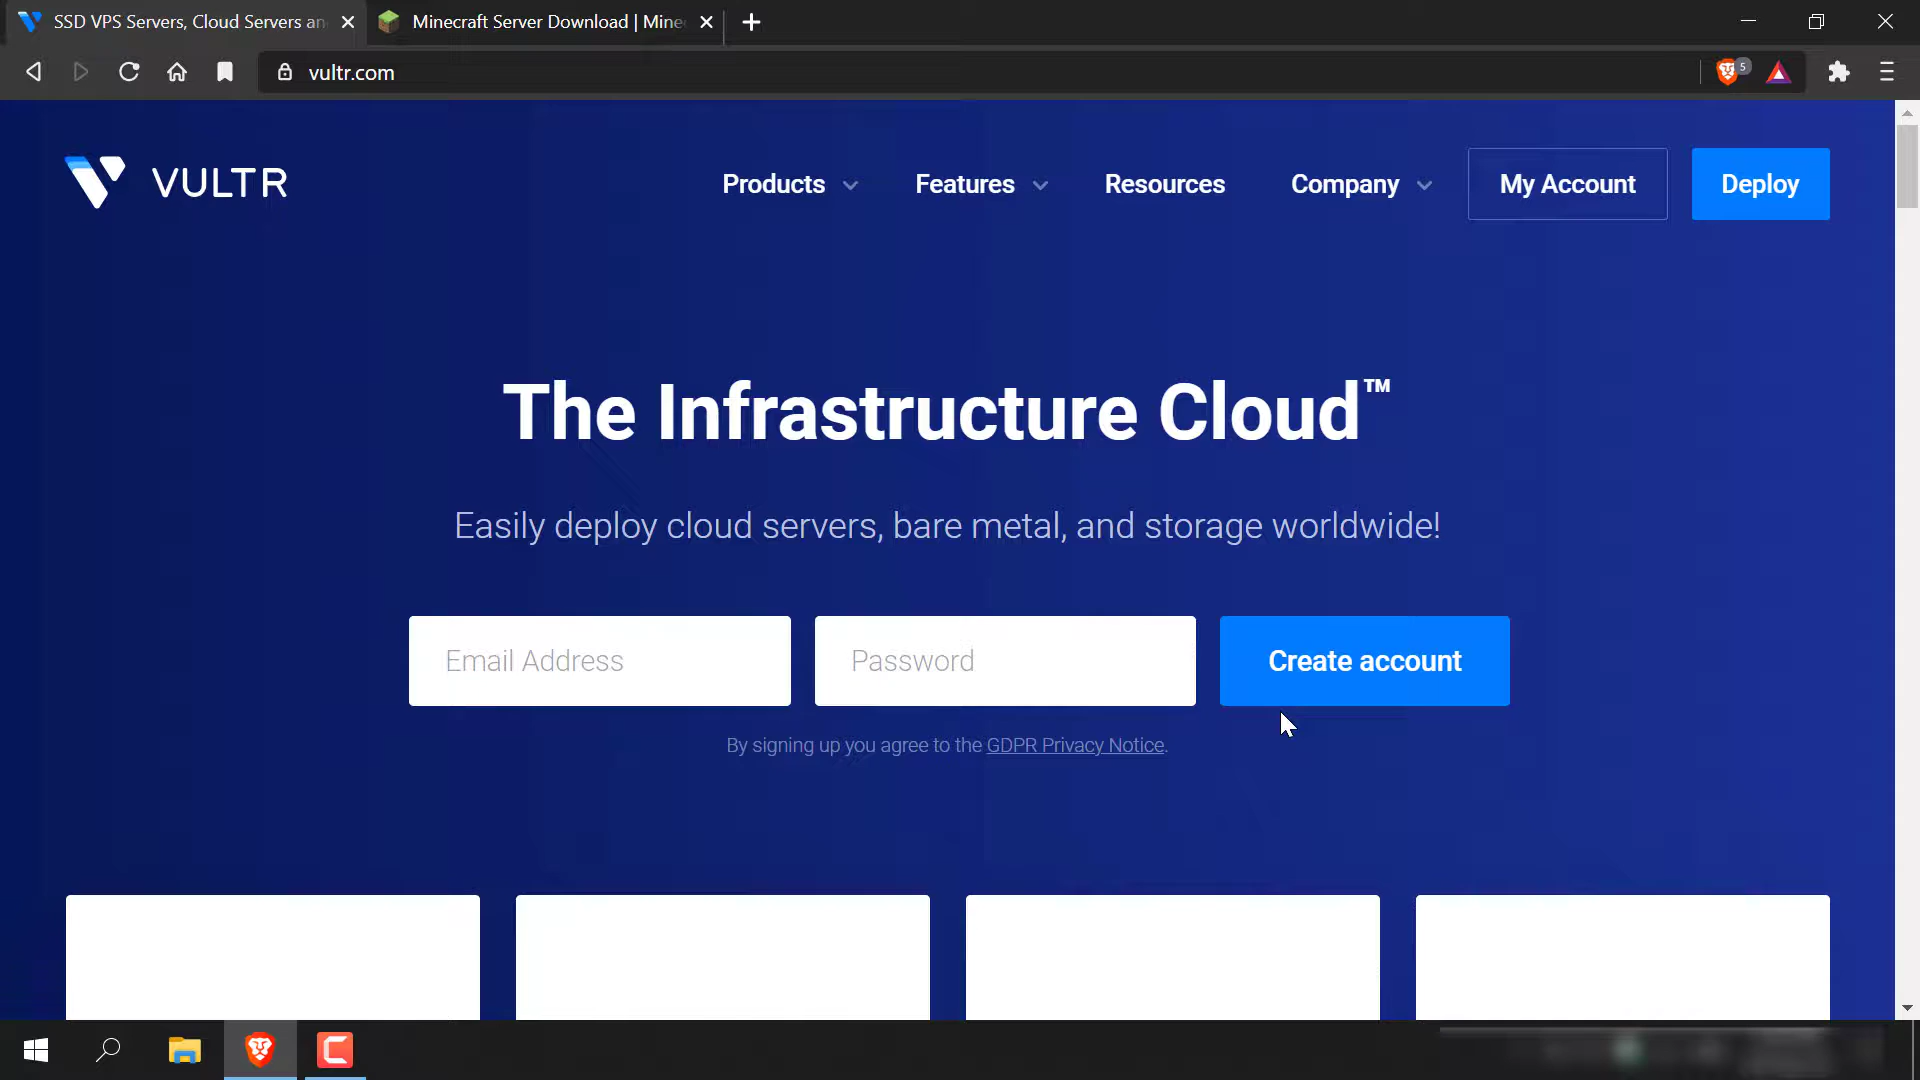 SSD VPS Servers, Cloud Servers an
Minecraft Server Download | Mine
vultr.com
5
VULTR
Products
Features
Resources
Company
My Account
Deploy
The Infrastructure Cloud™
Easily deploy cloud servers, bare metal, and storage worldwide!
Email Address
Password
Create account
By signing up you agree to the GDPR Privacy Notice.